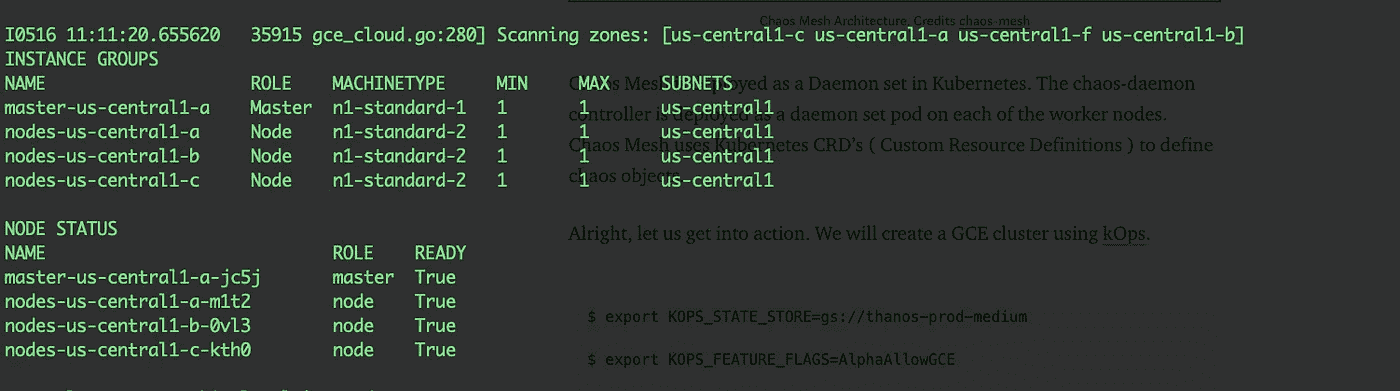 Chaos Mesh Architecture. Credits chaos-mesh
I0516 11:11:20.655620   35915 gce_cloud.go:280] Scanning zones: [us-central1-c us-central1-a us-central1-f us-central1-b]
INSTANCE GROUPS
NAME ROLE MACHINETYPE MIN MAX SUBNETS
master-us-central1-a Master n1-standard-1 1 1 us-central1
nodes-us-central1-a Node n1-standard-2 1 1 us-central1
nodes-us-central1-b Node n1-standard-2 1 1 us-central1
nodes-us-central1-c Node n1-standard-2 1 1 us-central1
NODE STATUS
NAME ROLE READY
master-us-central1-a-jc5j master True
nodes-us-central1-a-m1t2 node True
nodes-us-central1-b-0vl3 node True
nodes-us-central1-c-kth0 node True
Mesh deployed as a Daemon set in Kubernetes. The chaos-daemon
controller is deployed as a daemon set pod on each of the worker nodes.
Chaos Mesh uses Kubernetes CRD's ( Custom Resource Definitions ) to define
chaos objects
Alright, let us get into action. We will create a GCE cluster using kOps.
$ export KOPS_STATE_STORE=gs://thanos-prod-medium
$ export KOPS_FEATURE_FLAGS=AlphaAllowGCE